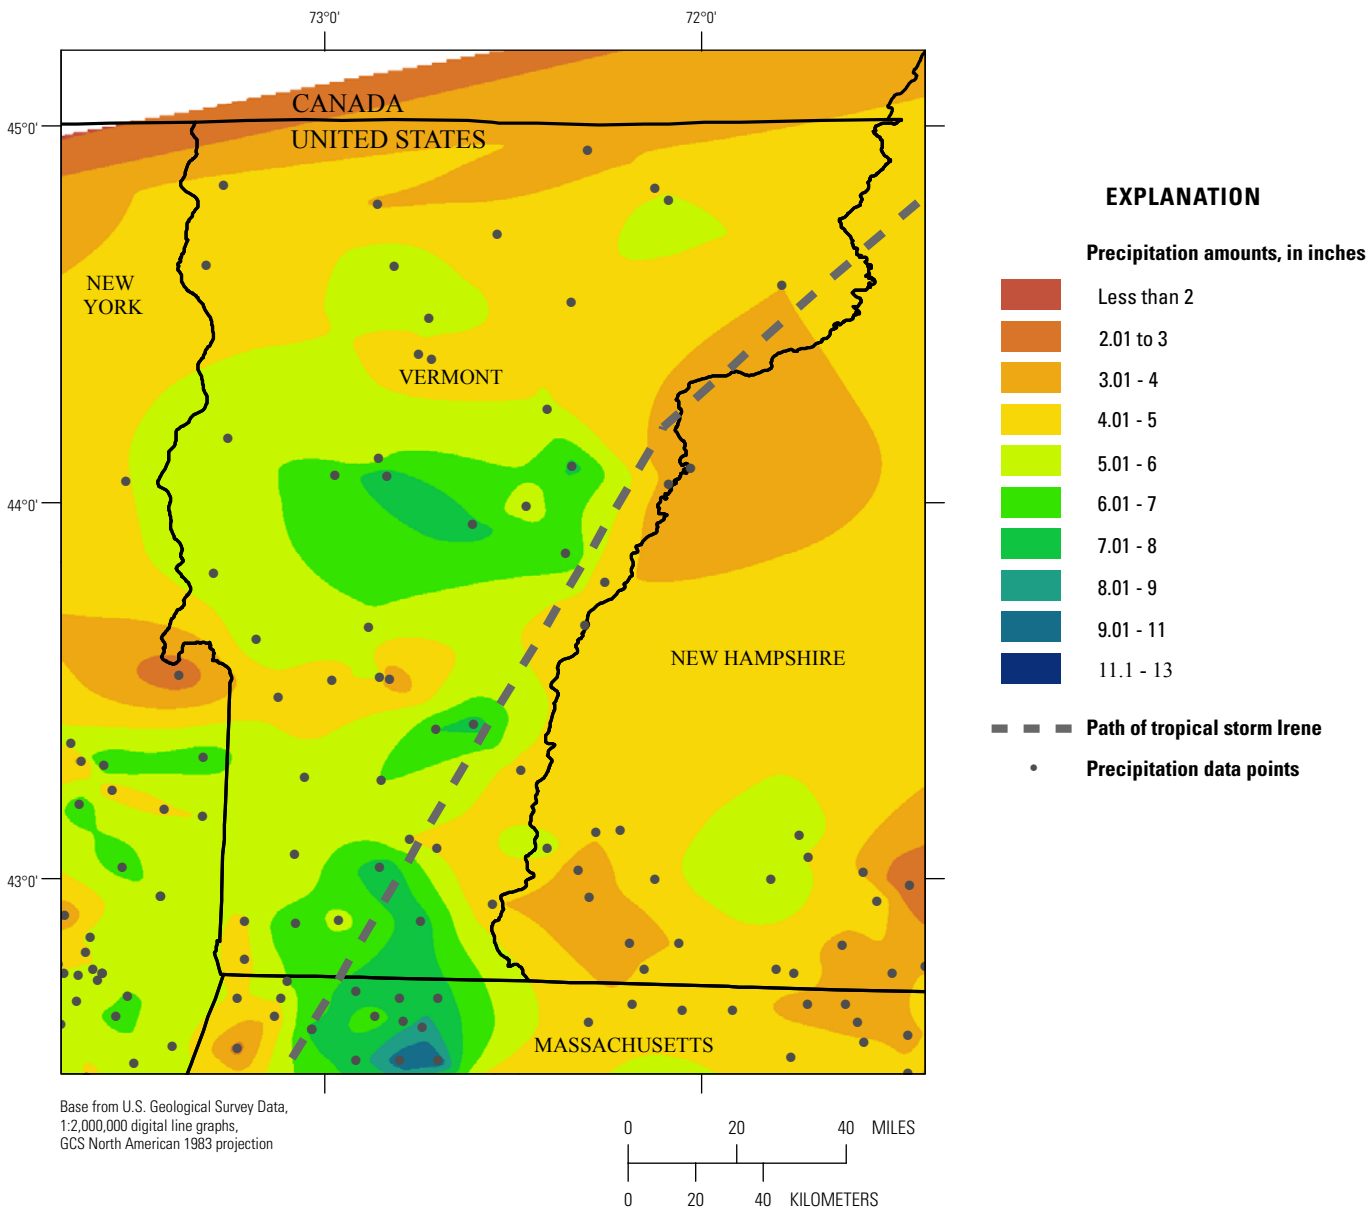 73°0'
72°0'
CANADA
45°0'
UNITED STATES
EXPLANATION
Precipitation amounts, in inches
NEW
YORK
Less than 2
2.01 to 3
VERMONT
3.01 - 4
4.01 - 5
5.01 - 6
44°0'
6.01 - 7
7.01 - 8
8.01 - 9
9.01 - 11
NEW HAMPSHIRE
11.1 - 13
Path of tropical storm Irene
Precipitation data points
43°0'
MASSACHUSETTS
Base from U.S. Geological Survey Data,
1:2,000,000 digital line graphs,
GCS North American 1983 projection
0 20 40 MILES
0 20 40 KILOMETERS